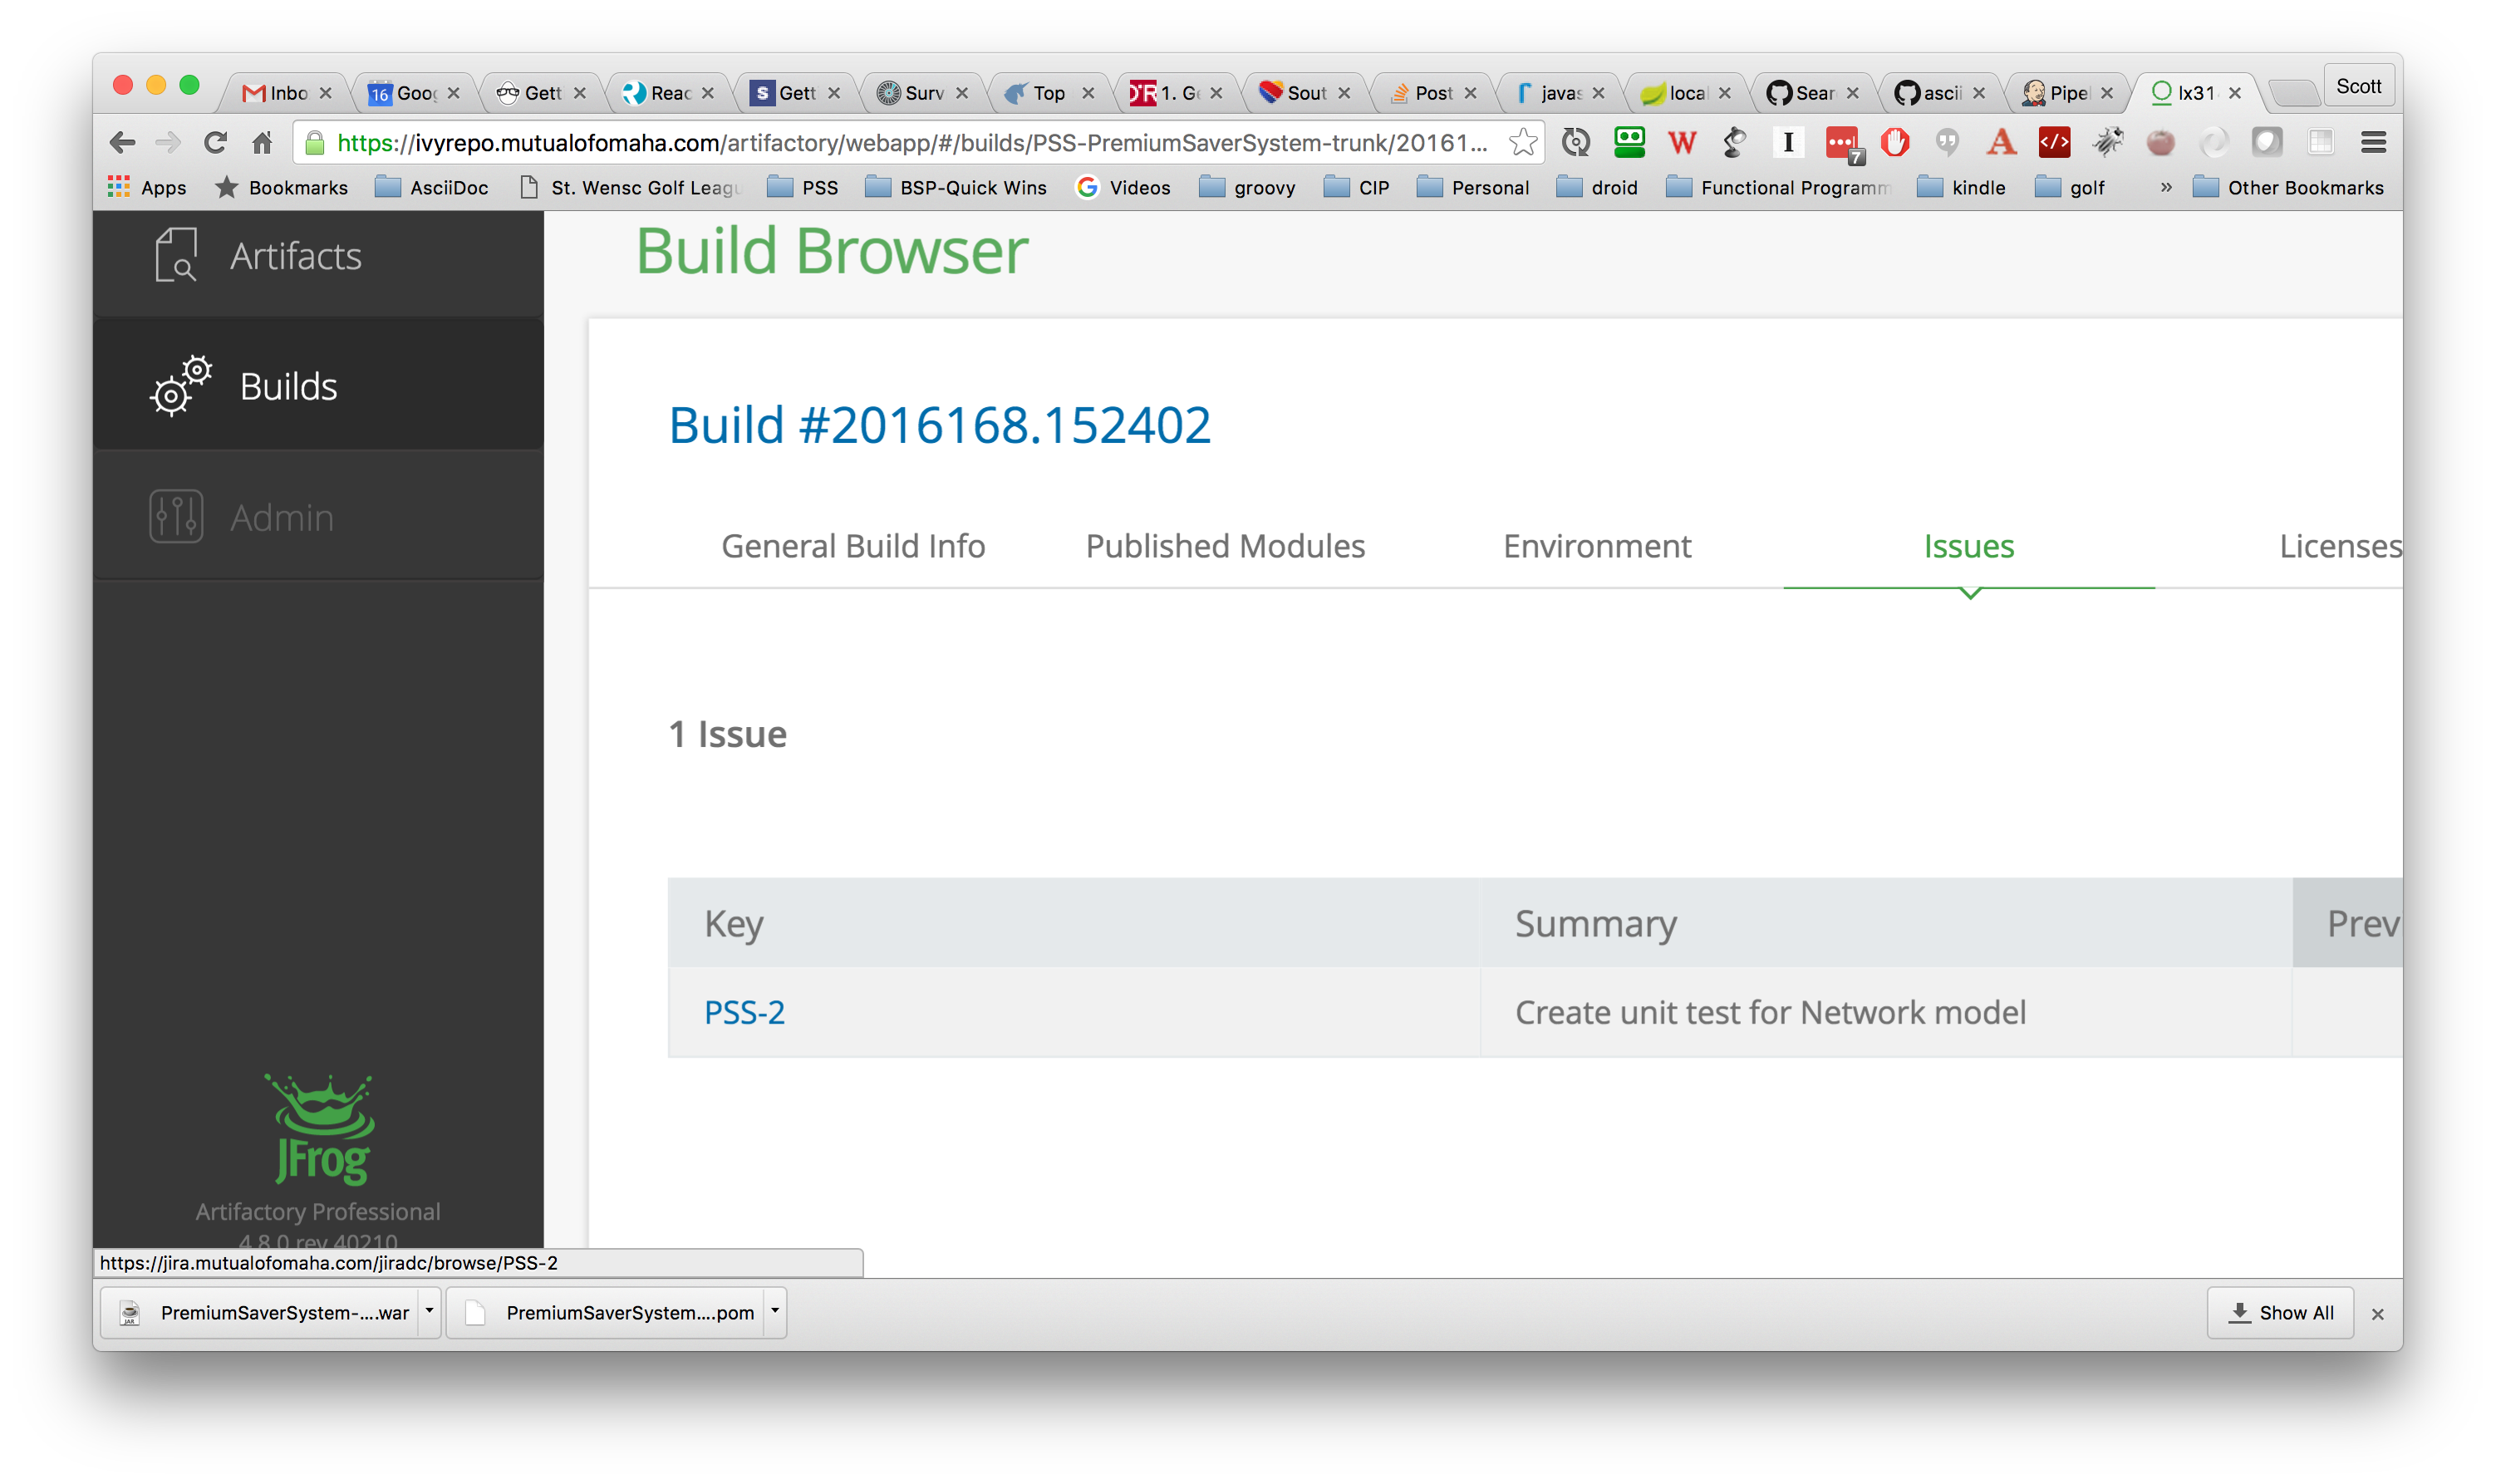 Inbo Goo Gett Reac Gett Surv Top 1. Ge Sout Post javas local Sear ascii Pipel lx31 Scott
https://ivyrepo.mutualofomaha.com/artifactory/webapp/#/builds/PSS-PremiumSaverSystem-trunk/20161...
Apps Bookmarks AsciiDoc St. Wensc Golf Leagu PSS BSP-Quick Wins Videos groovy CIP Personal droid Functional Programm kindle golf » Other Bookmarks
Artifacts
Builds
Admin
Build Browser
Build #2016168.152402
General Build Info Published Modules Environment Issues Licenses
1 Issue
Key Summary Prev
PSS-2 Create unit test for Network model
JFrog
Artifactory Professional
4.8.0 rev 40210
https://jira.mutualofomaha.com/jiradc/browse/PSS-2
PremiumSaverSystem-....war PremiumSaverSystem....pom Show All